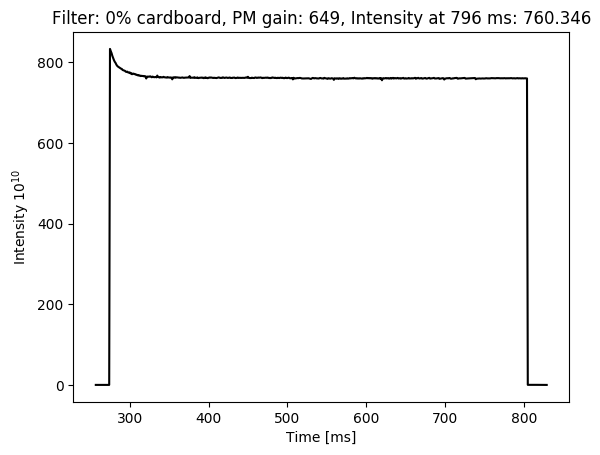 Filter: 0% cardboard, PM gain: 649, Intensity at 796 ms: 760.346
800
600
400
200
0
Intensity 10^{10}
300 400 500 600 700 800
Time [ms]